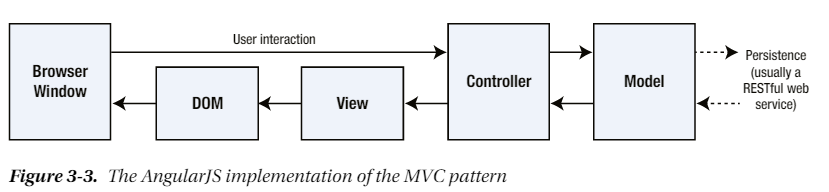 User interaction
Browser
Window
DOM
View
Controller
Model
Persistence
(usually a
RESTful web
service)
Figure 3-3. The AngularJS implementation of the MVC pattern